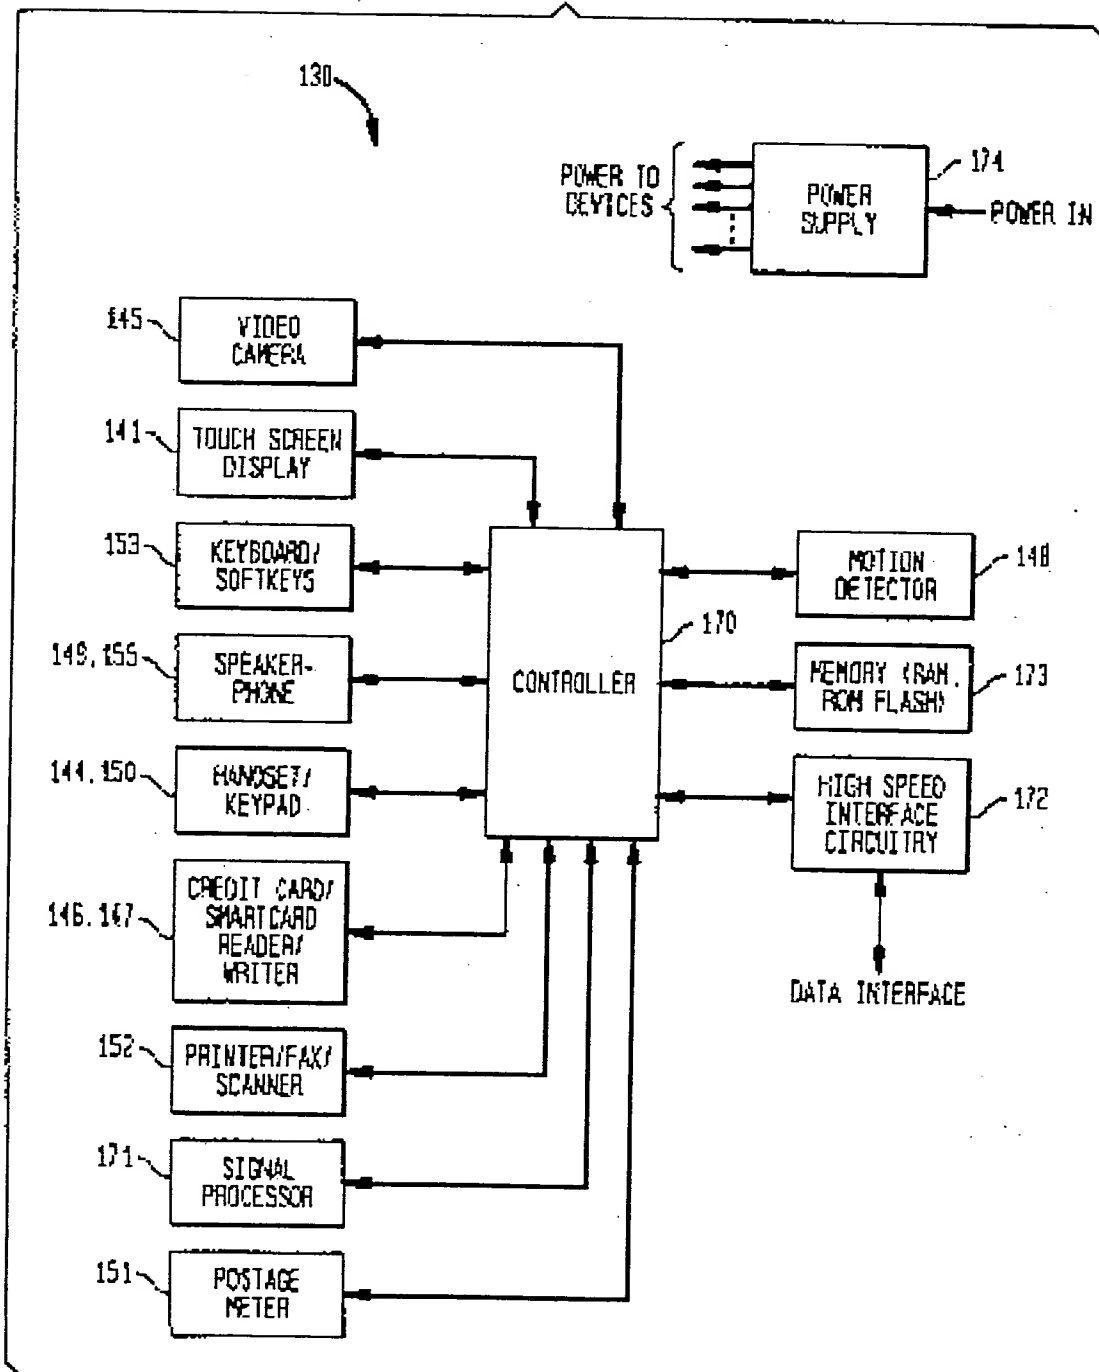 130
POWER TO
DEVICES
POWER
SUPPLY
174
POWER IN
145
VIDEO
CAMERA
141
TOUCH SCREEN
DISPLAY
153
KEYBOARD/
SOFTKEYS
149,155
SPEAKER-
PHONE
144,150
HANDSET/
KEYPAD
146,147
CREDIT CARD/
SMARTCARD
READER/
WRITER
152
PRINTER/FAX/
SCANNER
171
SIGNAL
PROCESSOR
151
POSTAGE
METER
CONTROLLER
170
MOTION
DETECTOR
148
MEMORY (RAM,
ROM FLASH)
173
HIGH SPEED
INTERFACE
CIRCUITRY
172
DATA INTERFACE